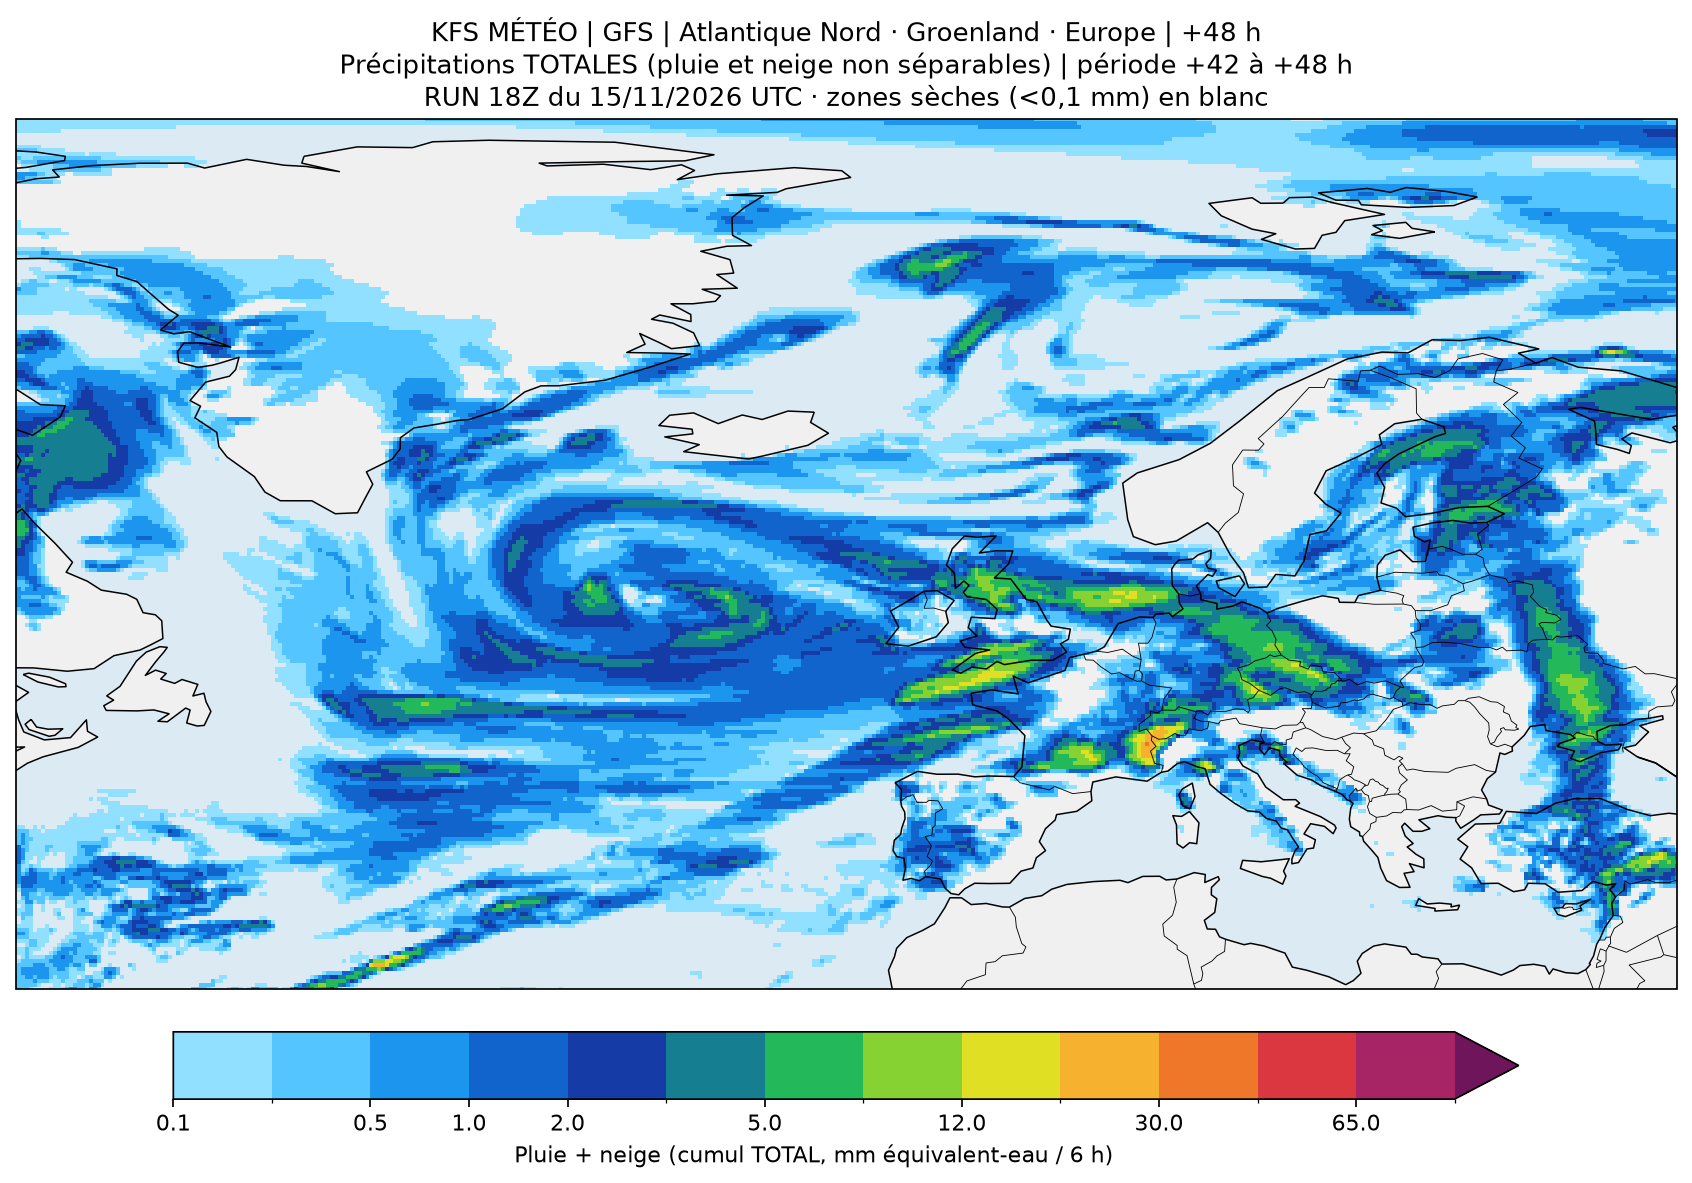 KFS MÉTÉO | GFS | Atlantique Nord · Groenland · Europe | +48 h
Précipitations TOTALES (pluie et neige non séparables) | période +42 à +48 h
RUN 18Z du 15/11/2026 UTC · zones sèches (<0,1 mm) en blanc
0.1 0.5 1.0 2.0 5.0 12.0 30.0 65.0
Pluie + neige (cumul TOTAL, mm équivalent-eau / 6 h)